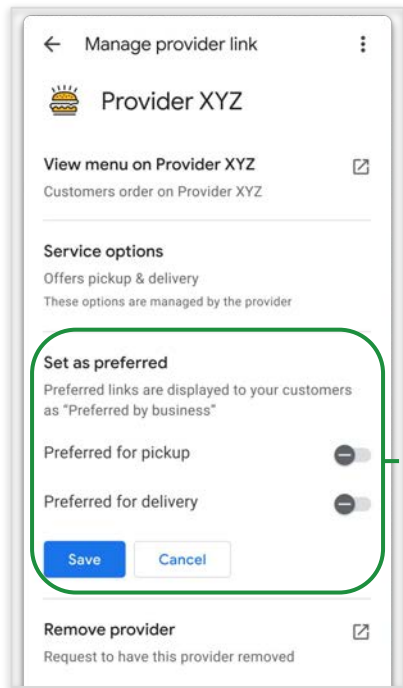 Manage provider link
Provider XYZ
View menu on Provider XYZ
Customers order on Provider XYZ
Service options
Offers pickup & delivery
These options are managed by the provider
Set as preferred
Preferred links are displayed to your customers
as "Preferred by business"
Preferred for pickup
Preferred for delivery
Save Cancel
Remove provider
Request to have this provider removed